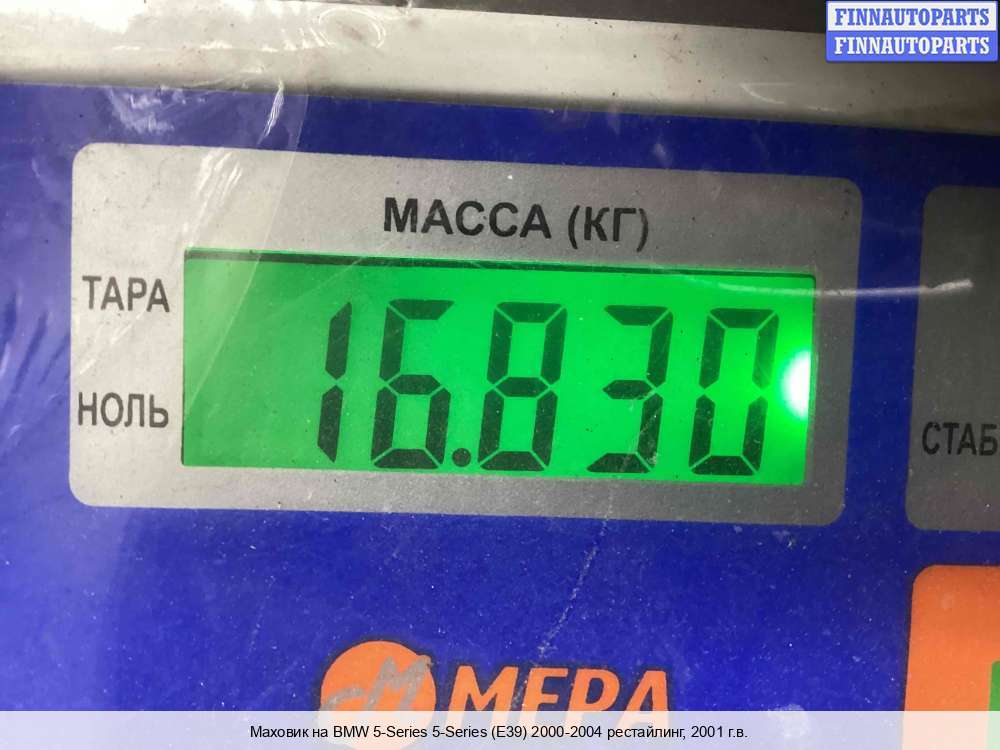 FINNAUTOPARTS
FINNAUTOPARTS
МАССА (КГ)
ТАРА
16.830
НОЛЬ
СТАБ
МЕРА
Маховик на BMW 5-Series 5-Series (E39) 2000-2004 рестайлинг, 2001 г.в.